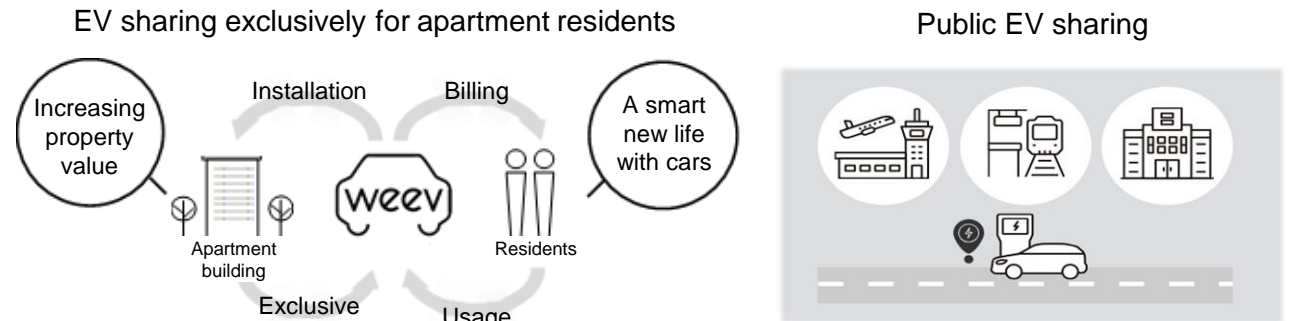 EV sharing exclusively for apartment residents
Public EV sharing
Installation
Billing
Increasing
property
value
A smart
new life
with cars
weev
Apartment
building
Residents
Exclusive
Usage